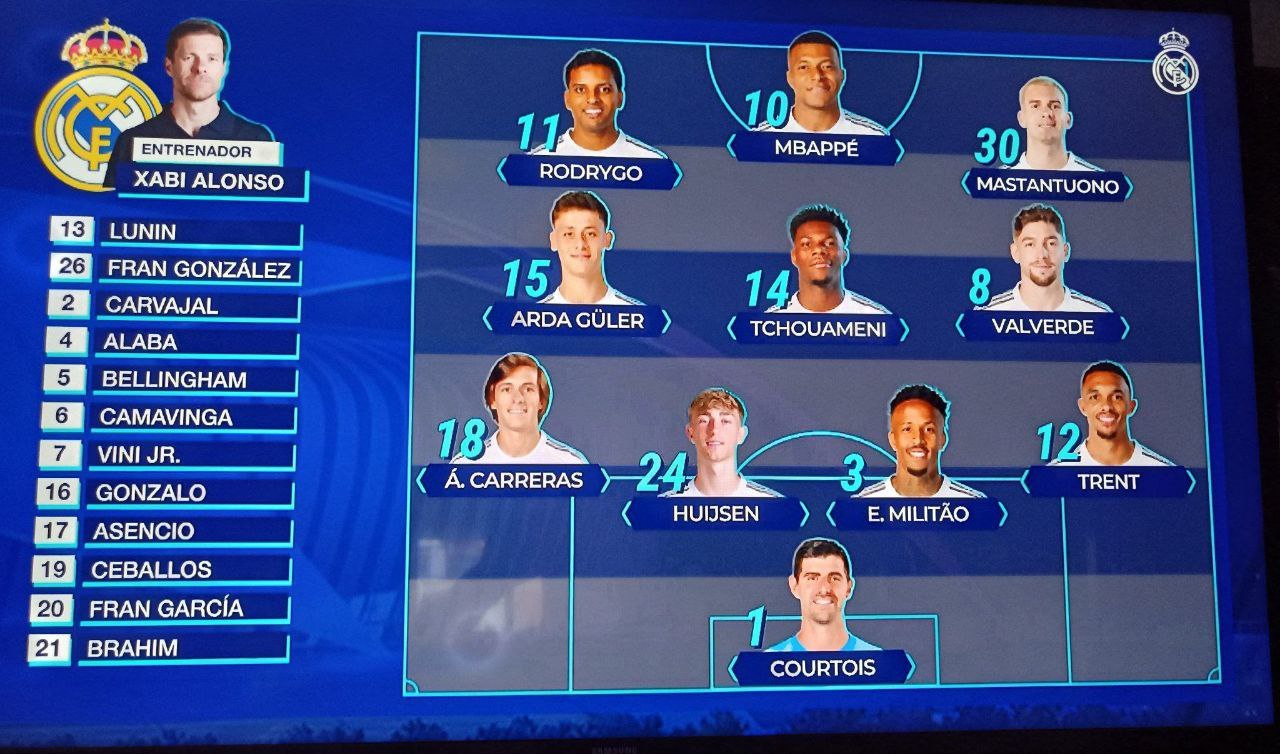 ENTRENADOR
XABI ALONSO
13 LUNIN
26 FRAN GONZÁLEZ
2 CARVAJAL
4 ALABA
5 BELLINGHAM
6 CAMAVINGA
7 VINI JR.
16 GONZALO
17 ASENCIO
19 CEBALLOS
20 FRAN GARCÍA
21 BRAHIM
11 RODRYGO
10 MBAPPÉ
30 MASTANTUONO
15 ARDA GÜLER
14 TCHOUAMENI
8 VALVERDE
18 Á. CARRERAS
24 HUIJSEN
3 E. MILITÃO
12 TRENT
1 COURTOIS
SAMSUNG